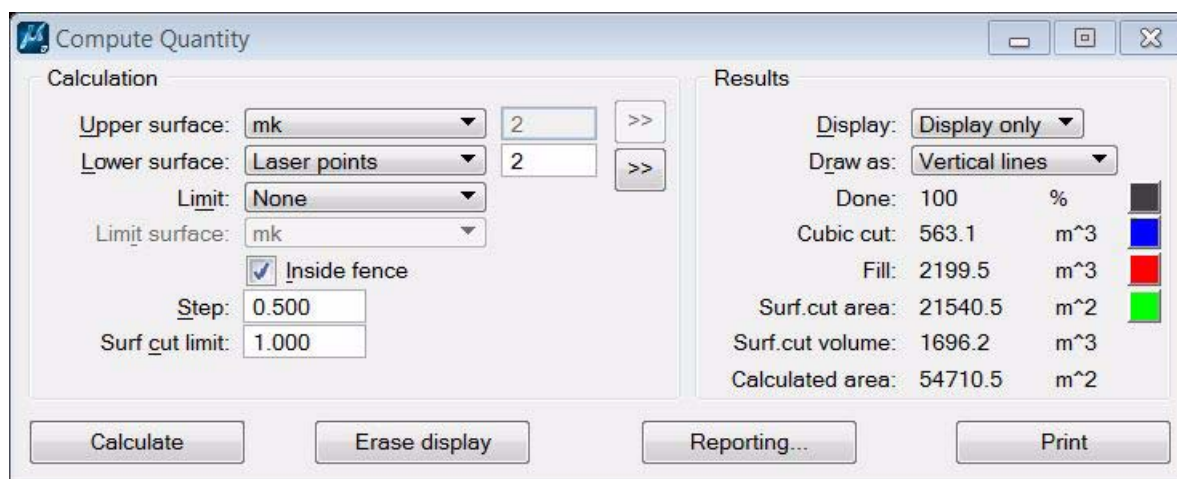 Compute Quantity
Calculation
Upper surface: mk 2 >>
Lower surface: Laser points 2 >>
Limit: None
Limit surface: mk
Inside fence
Step: 0.500
Surf cut limit: 1.000
Results
Display: Display only
Draw as: Vertical lines
Done: 100 %
Cubic cut: 563.1 m^3
Fill: 2199.5 m^3
Surf.cut area: 21540.5 m^2
Surf.cut volume: 1696.2 m^3
Calculated area: 54710.5 m^2
Calculate Erase display Reporting... Print